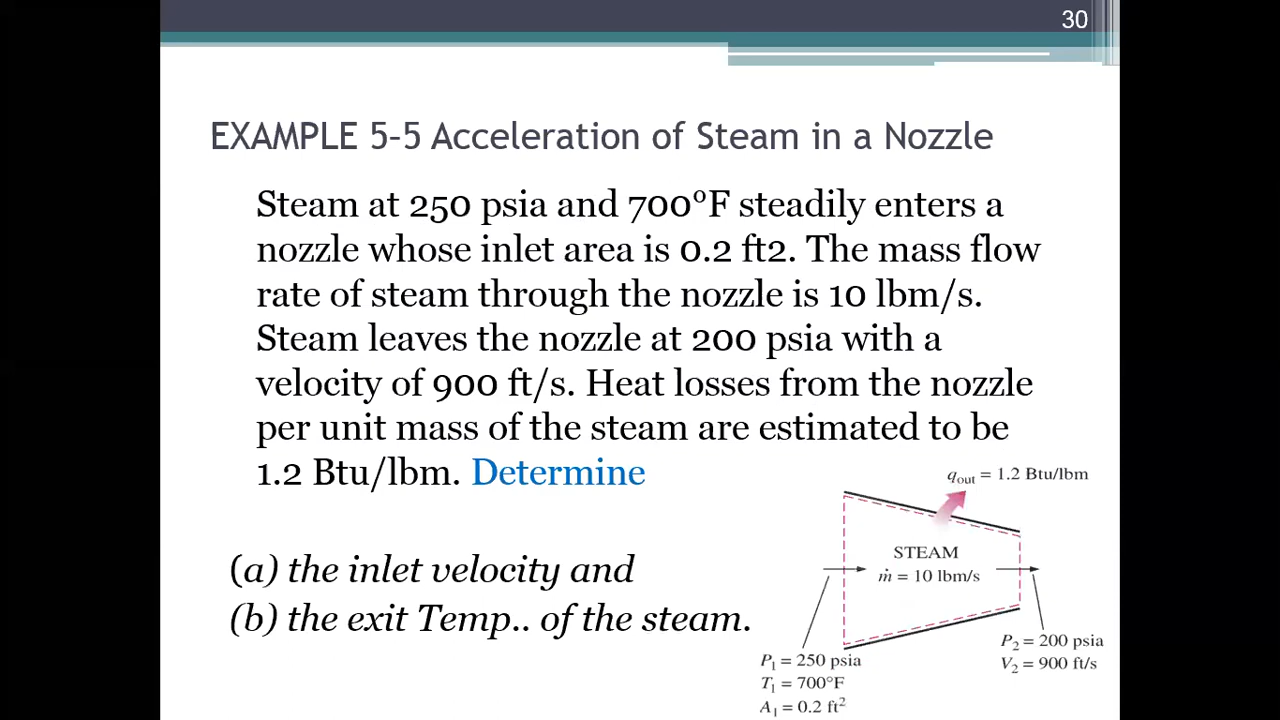 30
EXAMPLE 5–5 Acceleration of Steam in a Nozzle
Steam at 250 psia and 700°F steadily enters a
nozzle whose inlet area is 0.2 ft2. The mass flow
rate of steam through the nozzle is 10 lbm/s.
Steam leaves the nozzle at 200 psia with a
velocity of 900 ft/s. Heat losses from the nozzle
per unit mass of the steam are estimated to be
1.2 Btu/lbm. Determine
(a) the inlet velocity and
(b) the exit Temp.. of the steam.
qout = 1.2 Btu/lbm
STEAM
ṁ = 10 lbm/s
P1 = 250 psia
T1 = 700°F
A1 = 0.2 ft²
P2 = 200 psia
V2 = 900 ft/s